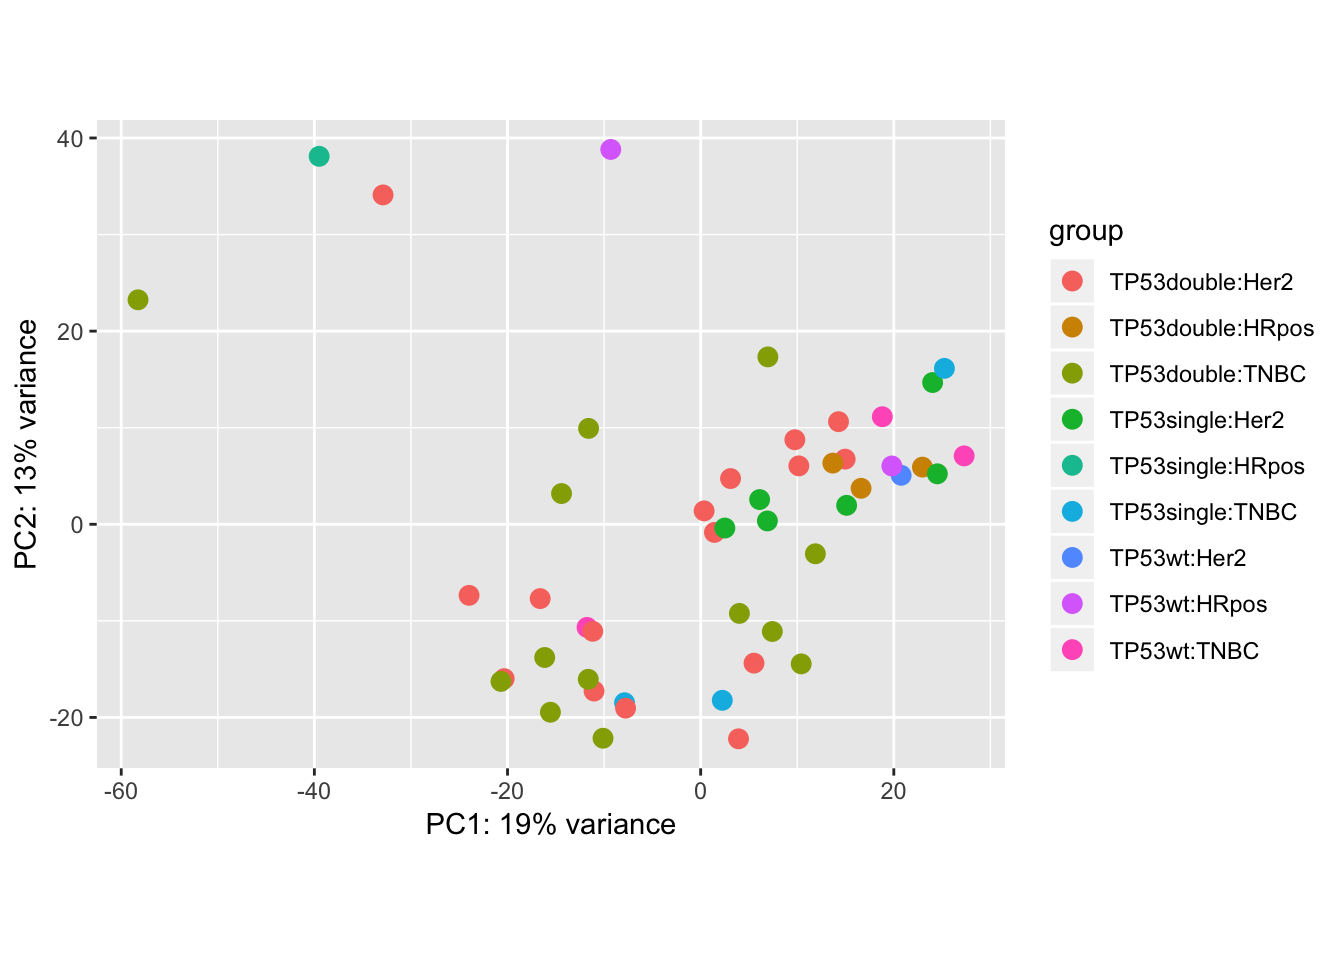 40
20
0
-20
PC2: 13% variance
-60
-40
-20
0
20
PC1: 19% variance
group
TP53double:Her2
TP53double:HRpos
TP53double:TNBC
TP53single:Her2
TP53single:HRpos
TP53single:TNBC
TP53wt:Her2
TP53wt:HRpos
TP53wt:TNBC